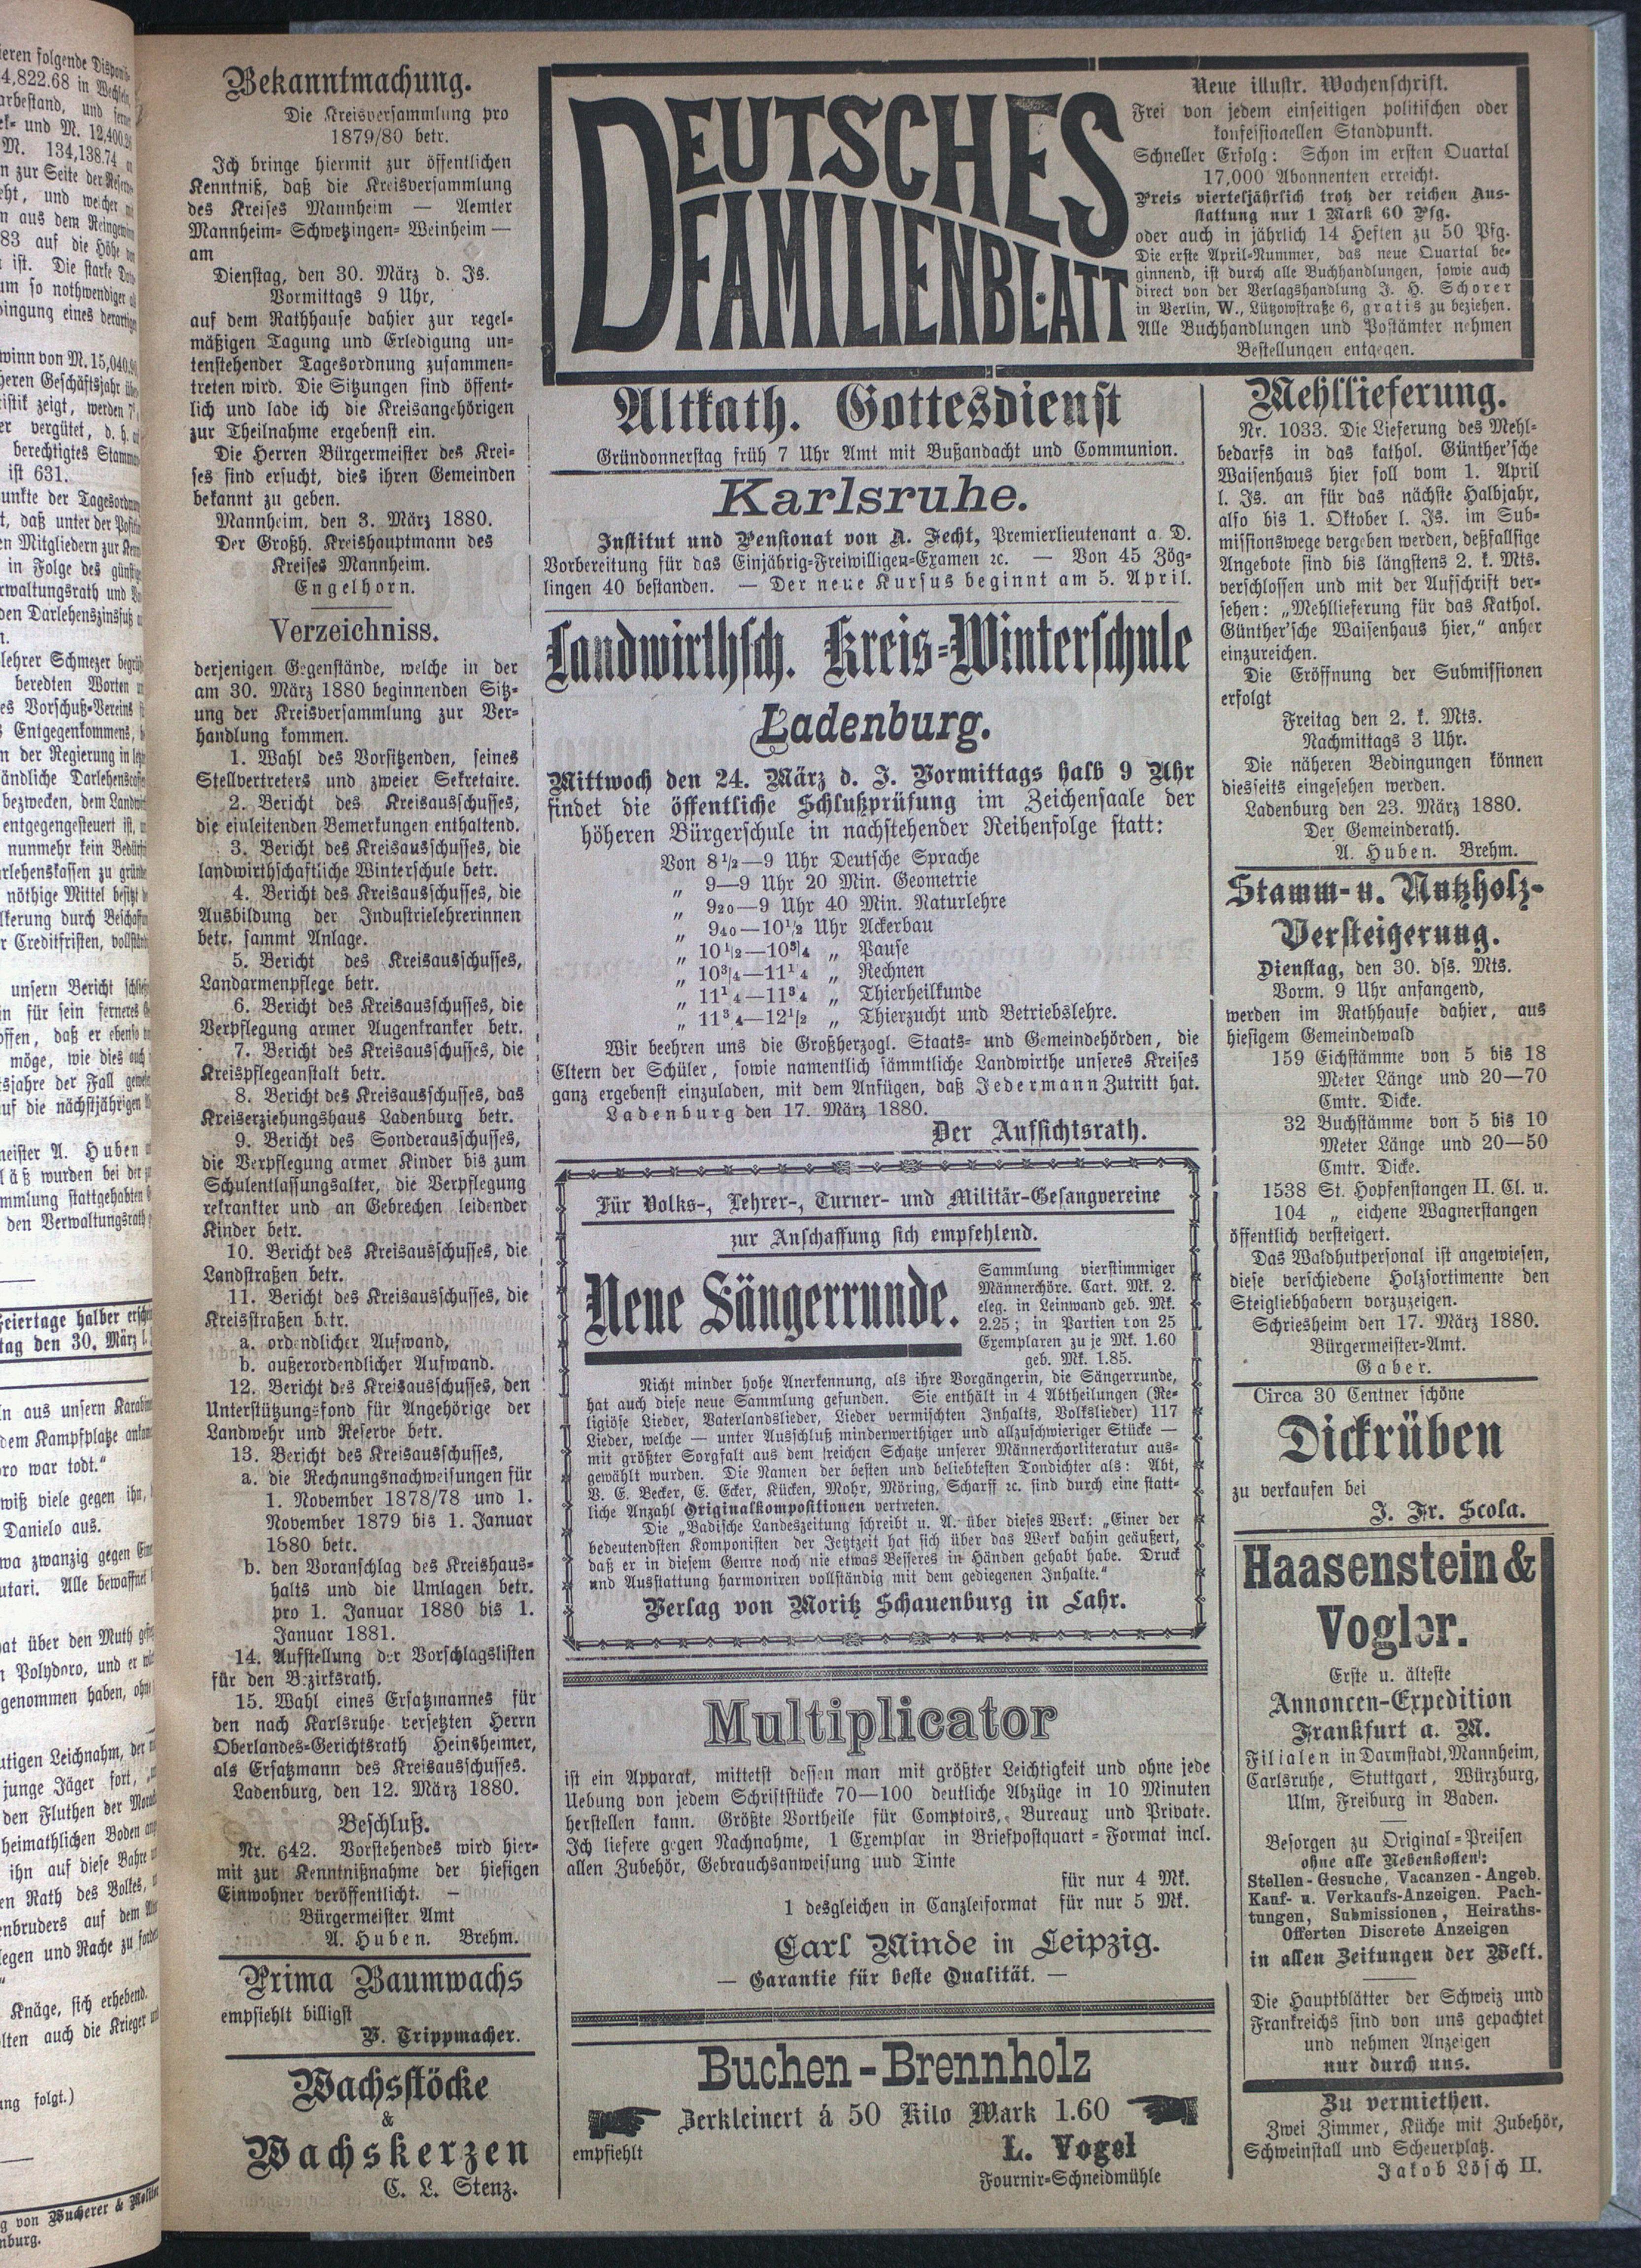 Bekanntmachung.
Die Kreisversammlung pro
1879/80 betr.
Ich bringe hiermit zur öffentlichen
Kenntniß, daß die Kreisversammlung
des Kreises Mannheim — Aemter
Mannheim- Schwetzingen- Weinheim —
am
Dienstag, den 30. März d. Js.
Vormittags 9 Uhr,
auf dem Rathhause dahier zur regel-
mäßigen Tagung und Erledigung un-
tenstehender Tagesordnung zusammen-
treten wird. Die Sitzungen sind öffent-
lich und lade ich die Kreisangehörigen
zur Theilnahme ergebenst ein.
Die Herren Bürgermeister des Krei-
ses sind ersucht, dies ihren Gemeinden
bekannt zu geben.
Mannheim, den 3. März 1880.
Der Großh. Kreishauptmann des
Kreises Mannheim.
Engelhorn.
Verzeichniss.
derjenigen Gegenstände, welche in der
am 30. März 1880 beginnenden Sitz-
ung der Kreisversammlung zur Ver-
handlung kommen.
1. Wahl des Vorsitzenden, seines
Stellvertreters und zweier Sekretaire.
2. Bericht des Kreisausschusses,
die einleitenden Bemerkungen enthaltend.
3. Bericht des Kreisausschusses, die
landwirthschaftliche Winterschule betr.
4. Bericht des Kreisausschusses, die
Ausbildung der Industrielehrerinnen
betr. sammt Anlage.
5. Bericht des Kreisausschusses,
Landarmenpflege betr.
6. Bericht des Kreisausschusses, die
Verpflegung armer Augenkranker betr.
7. Bericht des Kreisausschusses, die
Kreispflegeanstalt betr.
8. Bericht des Kreisausschusses, das
Kreiserziehungshaus Ladenburg betr.
9. Bericht des Sonderausschusses,
die Verpflegung armer Kinder bis zum
Schulentlassungsalter, die Verpflegung
rekrankter und an Gebrechen leidender
Kinder betr.
10. Bericht des Kreisausschusses, die
Landstraßen betr.
11. Bericht des Kreisausschusses, die
Kreisstraßen betr.
a. ordendlicher Aufwand,
b. außerordendlicher Aufwand.
12. Bericht des Kreisausschusses, den
Unterstützungsfond für Angehörige der
Landwehr und Reserve betr.
13. Bericht des Kreisausschusses,
a. die Rechnungsnachweisungen für
1. November 1878/78 und 1.
November 1879 bis 1. Januar
1580 betr.
b. den Voranschlag des Kreishaus-
halts und die Umlagen betr.
pro 1. Januar 1880 bis 1.
Januar 1881.
14. Aufstellung der Vorschlagslisten
für den Bezirksrath.
15. Wahl eines Ersatzmannes für
den nach Karlsruhe versetzten Herrn
Oberlandes-Gerichtsrath Heinsheimer,
als Ersatzmann des Kreisausschusses.
Ladenburg, den 12. März 1880.
Beschluß.
Nr. 642. Vorstehendes wird hier-
mit zur Kenntnißnahme der hiesigen
Einwohner veröffentlicht. —
Bürgermeister Amt
A. Huben. Brehm.
Prima Baumwachs
empfiehlt billigst
P. Trippmacher.
Wachsstöcke
&
Wachskerzen
C. L. Stenz.
DEUTSCHES
FAMILIENBLATT
Neue illustr. Wochenschrift.
Frei von jedem einseitigen politischen oder
konfessionellen Standpunkt.
Schneller Erfolg: Schon im ersten Quartal
17,000 Abonnenten erreicht.
Preis vierteljährlich trotz der reichen Aus-
stattung nur 1 Mark 60 Pfg.
oder auch in jährlich 14 Heften zu 50 Pfg.
Die erste April-Nummer, das neue Quartal be-
ginnend, ist durch alle Buchhandlungen, sowie auch
direct von der Verlagshandlung J. H. Schorer
in Berlin, W., Lützowstraße 6, gratis zu beziehen.
Alle Buchhandlungen und Postämter nehmen
Bestellungen entgegen.
Altkath. Gottesdienst
Gründonnerstag früh 7 Uhr Amt mit Bußandacht und Communion.
Karlsruhe.
Institut und Pensionat von A. Fecht, Premierlieutenant a. D.
Vorbereitung für das Einjährig-Freiwilligen-Examen ꝛc. — Von 45 Zög-
lingen 40 bestanden. — Der neue Kursus beginnt am 5. April.
Landwirthsch. Kreis-Winterschule
Ladenburg.
Mittwoch den 24. März d. J. Vormittags halb 9 Uhr
findet die öffentliche Schlußprüfung im Zeichensaale der
höheren Bürgerschule in nachstehender Reihenfolge statt:
Von 8 1/2—9 Uhr Deutsche Sprache
„ 9—9 Uhr 20 Min. Geometrie
„ 920—9 Uhr 40 Min. Naturlehre
„ 940—10 1/2 Uhr Ackerbau
„ 10 1/2—10 3/4 „ Pause
„ 10 3/4—11 1/4 „ Rechnen
„ 11 1/4—11 3/4 „ Thierheilkunde
„ 11 3/4—12 1/2 „ Thierzucht und Betriebslehre.
Wir beehren uns die Großherzogl. Staats- und Gemeindehörden, die
Eltern der Schüler, sowie namentlich sämmtliche Landwirthe unseres Kreises
ganz ergebenst einzuladen, mit dem Anfügen, daß Jedermann Zutritt hat.
Ladenburg den 17. März 1880.
Der Aufsichtsrath.
Für Volks-, Lehrer-, Turner- und Militär-Gesangvereine
zur Anschaffung sich empfehlend.
Neue Sängerrunde.
Sammlung vierstimmiger
Männerchöre. Cart. Mk. 2.
eleg. in Leinwand geb. Mk.
2.25; in Partien von 25
Exemplaren zu je Mk. 1.60
geb. Mk. 1.85.
Nicht minder hohe Anerkennung, als ihre Vorgängerin, die Sängerrunde,
hat auch diese neue Sammlung gefunden. Sie enthält in 4 Abtheilungen (Re-
ligiöse Lieder, Vaterlandslieder, Lieder vermischten Inhalts, Volkslieder) 117
Lieder, welche — unter Ausschluß minderwerthiger und allzuschwieriger Stücke —
mit größter Sorgfalt aus dem reichen Schatze unserer Männerchorliteratur aus-
gewählt wurden. Die Namen der besten und beliebtesten Tondichter als: Abt,
V. E. Becker, E. Ecker, Kücken, Mohr, Möring, Scharff ꝛc. sind durch eine statt-
liche Anzahl Originalkompositionen vertreten.
Die „Badische Landeszeitung schreibt u. A. über dieses Werk: „Einer der
bedeutendsten Komponisten der Jetztzeit hat sich über das Werk dahin geäußert,
daß er in diesem Genre noch nie etwas Besseres in Händen gehabt habe. Druck
und Ausstattung harmoniren vollständig mit dem gediegenen Inhalte.“
Verlag von Moritz Schauenburg in Lahr.
Multiplicator
ist ein Apparat, mittetst dessen man mit größter Leichtigkeit und ohne jede
Uebung von jedem Schriftstücke 70—100 deutliche Abzüge in 10 Minuten
herstellen kann. Größte Vortheile für Comptoirs, Bureaux und Private.
Ich liefere gegen Nachnahme, 1 Exemplar in Briefpostquart-Format incl.
allen Zubehör, Gebrauchsanweisung und Tinte
für nur 4 Mk.
1 desgleichen in Canzleiformat für nur 5 Mk.
Carl Minde in Leipzig.
— Garantie für beste Qualität. —
Buchen-Brennholz
Zerkleinert á 50 Kilo Mark 1.60
empfiehlt
L. Vogel
Fournir-Schneidmühle
Mehllieferung.
Nr. 1033. Die Lieferung des Mehl-
bedarfs in das kathol. Günther'sche
Waisenhaus hier soll vom 1. April
l. Js. an für das nächste Halbjahr,
also bis 1. Oktober l. Js. im Sub-
missionswege vergeben werden, deßfallsige
Angebote sind bis längstens 2. k. Mts.
verschlossen und mit der Aufschrift ver-
sehen: „Mehllieferung für das Kathol.
Günther'sche Waisenhaus hier,“ anher
einzureichen.
Die Eröffnung der Submissionen
erfolgt
Freitag den 2. k. Mts.
Nachmittags 3 Uhr.
Die näheren Bedingungen können
diesseits eingesehen werden.
Ladenburg den 23. März 1880.
Der Gemeinderath.
A. Huben. Brehm.
Stamm- u. Nutzholz-
Versteigerung.
Dienstag, den 30. dss. Mts.
Vorm. 9 Uhr anfangend,
werden im Rathhause dahier, aus
hiesigem Gemeindewald
159 Eichstämme von 5 bis 18
Meter Länge und 20—70
Cmtr. Dicke.
32 Buchstämme von 5 bis 10
Meter Länge und 20—50
Cmtr. Dicke.
1538 St. Hopfenstangen II. Cl. u.
104 „ eichene Wagnerstangen
öffentlich versteigert.
Das Waldhutpersonal ist angewiesen,
diese verschiedene Holzsortimente den
Steigliebhabern vorzuzeigen.
Schriesheim den 17. März 1880.
Bürgermeister-Amt.
Gaber.
Circa 30 Centner schöne
Dickrüben
zu verkaufen bei
J. Fr. Scola.
Haasenstein &
Vogler.
Erste u. älteste
Annoncen-Expedition
Frankfurt a. M.
Filialen in Darmstadt, Mannheim,
Carlsruhe, Stuttgart, Würzburg,
Ulm, Freiburg in Baden.
Besorgen zu Original-Preisen
ohne alle Nebenkosten:
Stellen-Gesuche, Vacanzen-Angeb.
Kauf- u. Verkaufs-Anzeigen. Pach-
tungen, Submissionen, Heiraths-
Offerten Discrete Anzeigen
in allen Zeitungen der Welt.
Die Hauptblätter der Schweiz und
Frankreichs sind von uns gepachtet
und nehmen Anzeigen
nur durch uns.
Zu vermiethen.
Zwei Zimmer, Küche mit Zubehör,
Schweinstall und Scheuerplatz.
Jakob Lösch II.